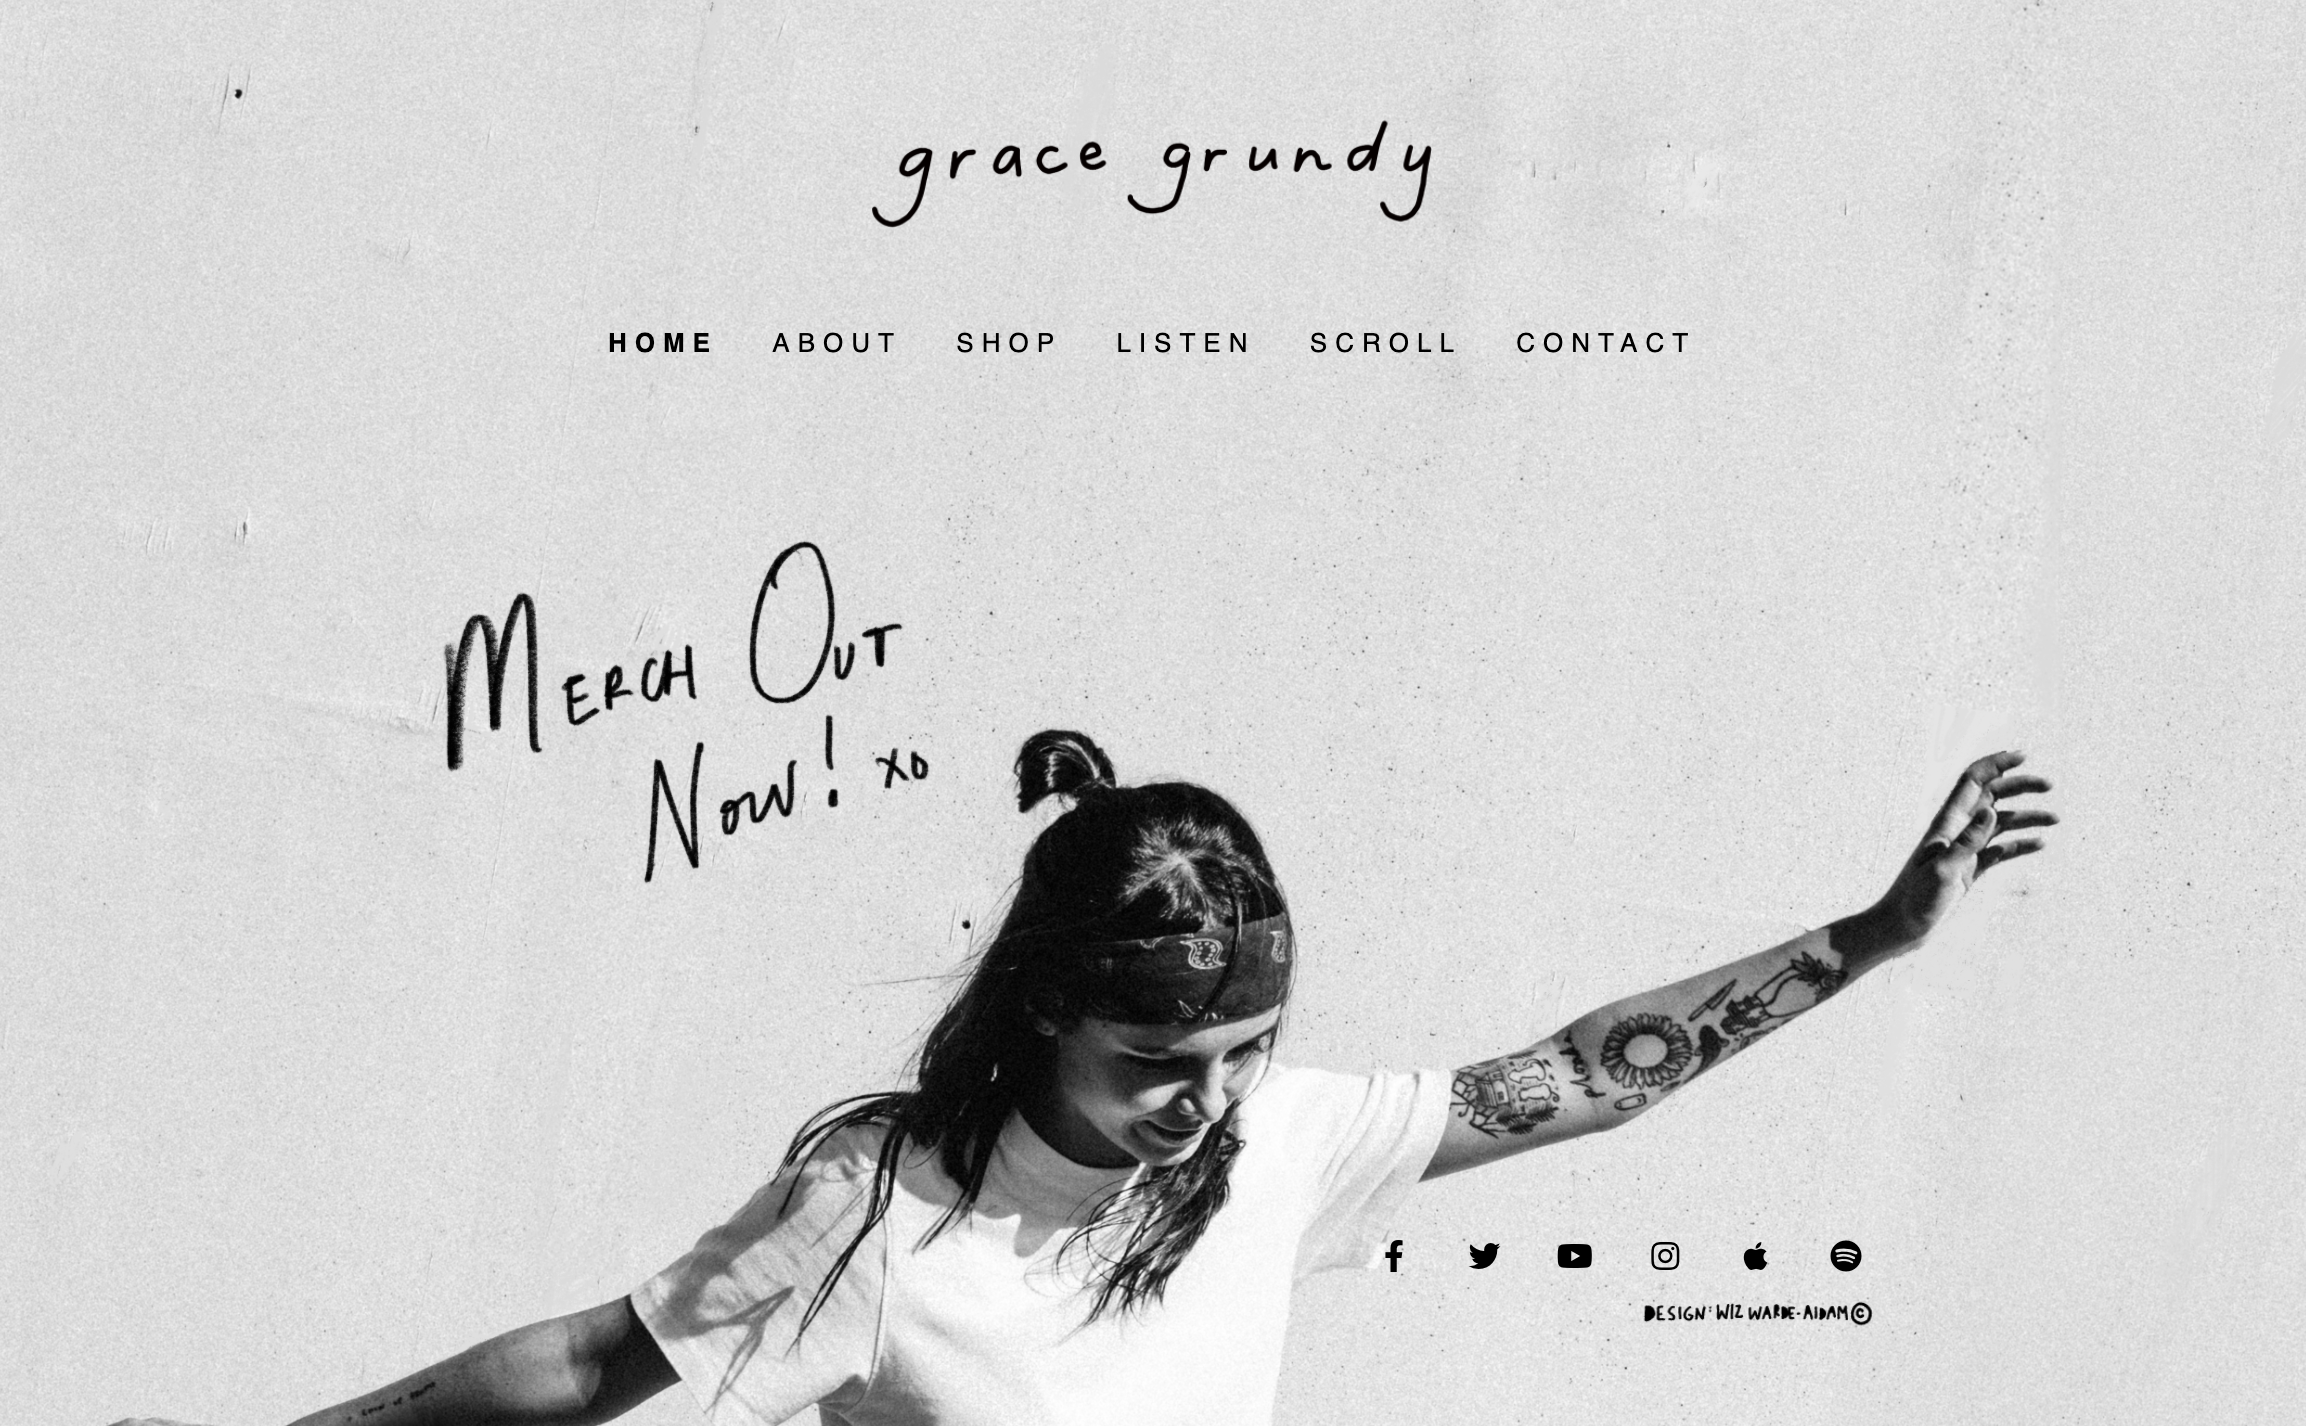 grace grundy
HOME ABOUT SHOP LISTEN SCROLL CONTACT
MERCH OUT
NOW! xo
DESIGN: WIZ WARDE-AIDAM ©